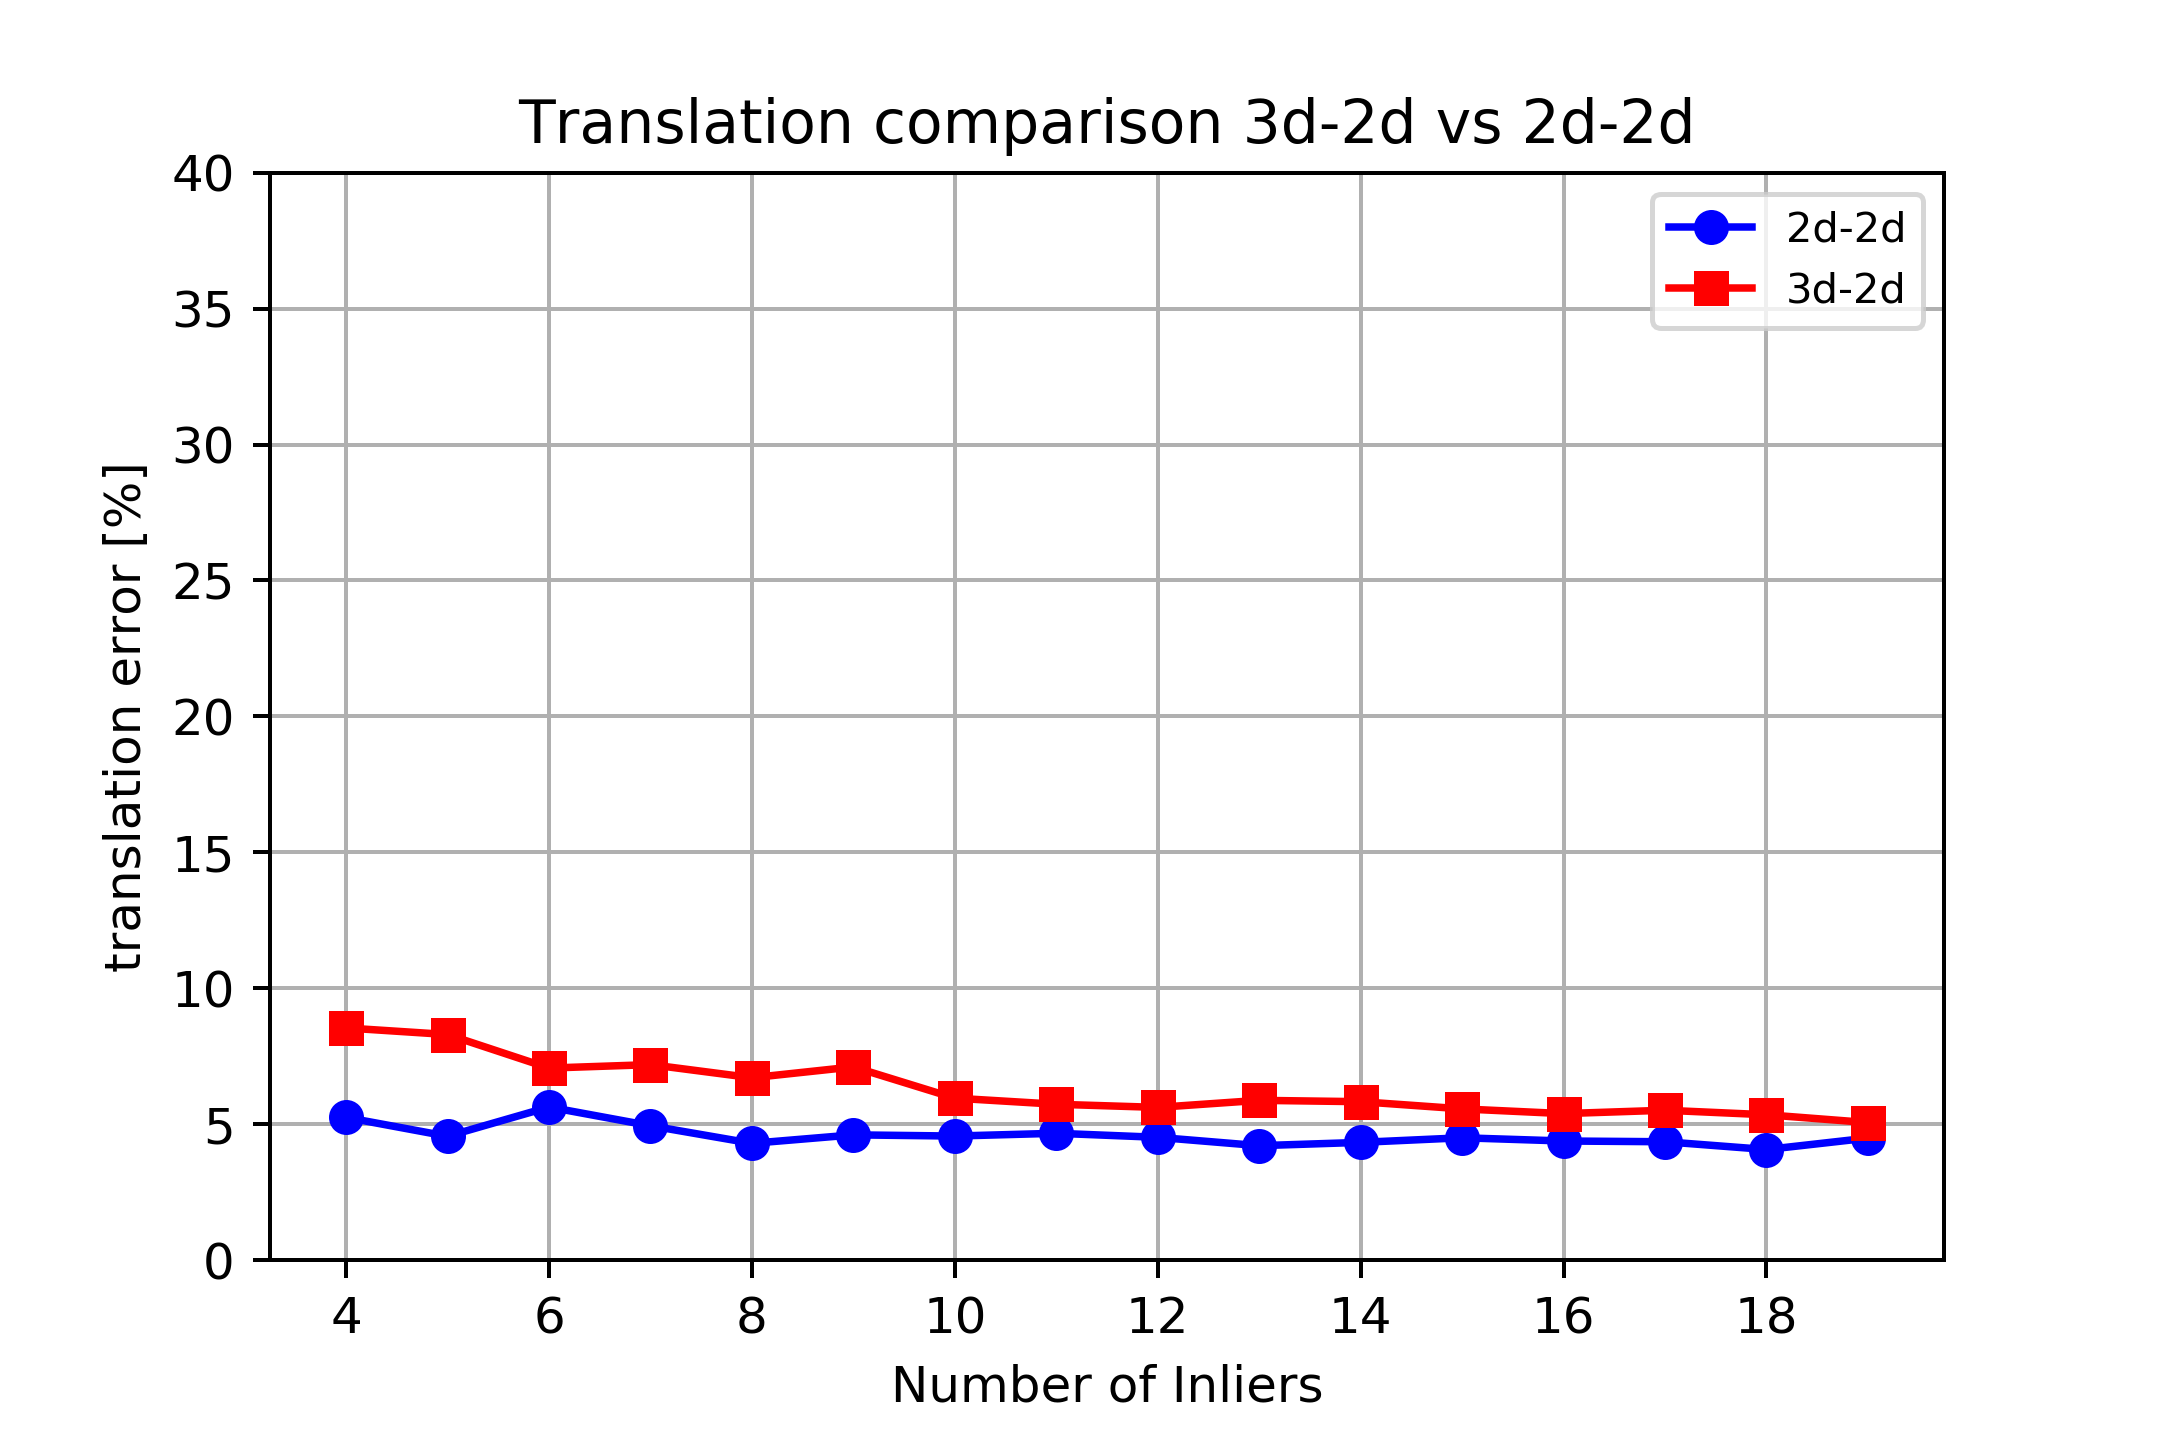 Translation comparison 3d-2d vs 2d-2d
2d-2d
3d-2d
translation error [%]
40
35
30
25
20
15
10
5
0
4 6 8 10 12 14 16 18
Number of Inliers